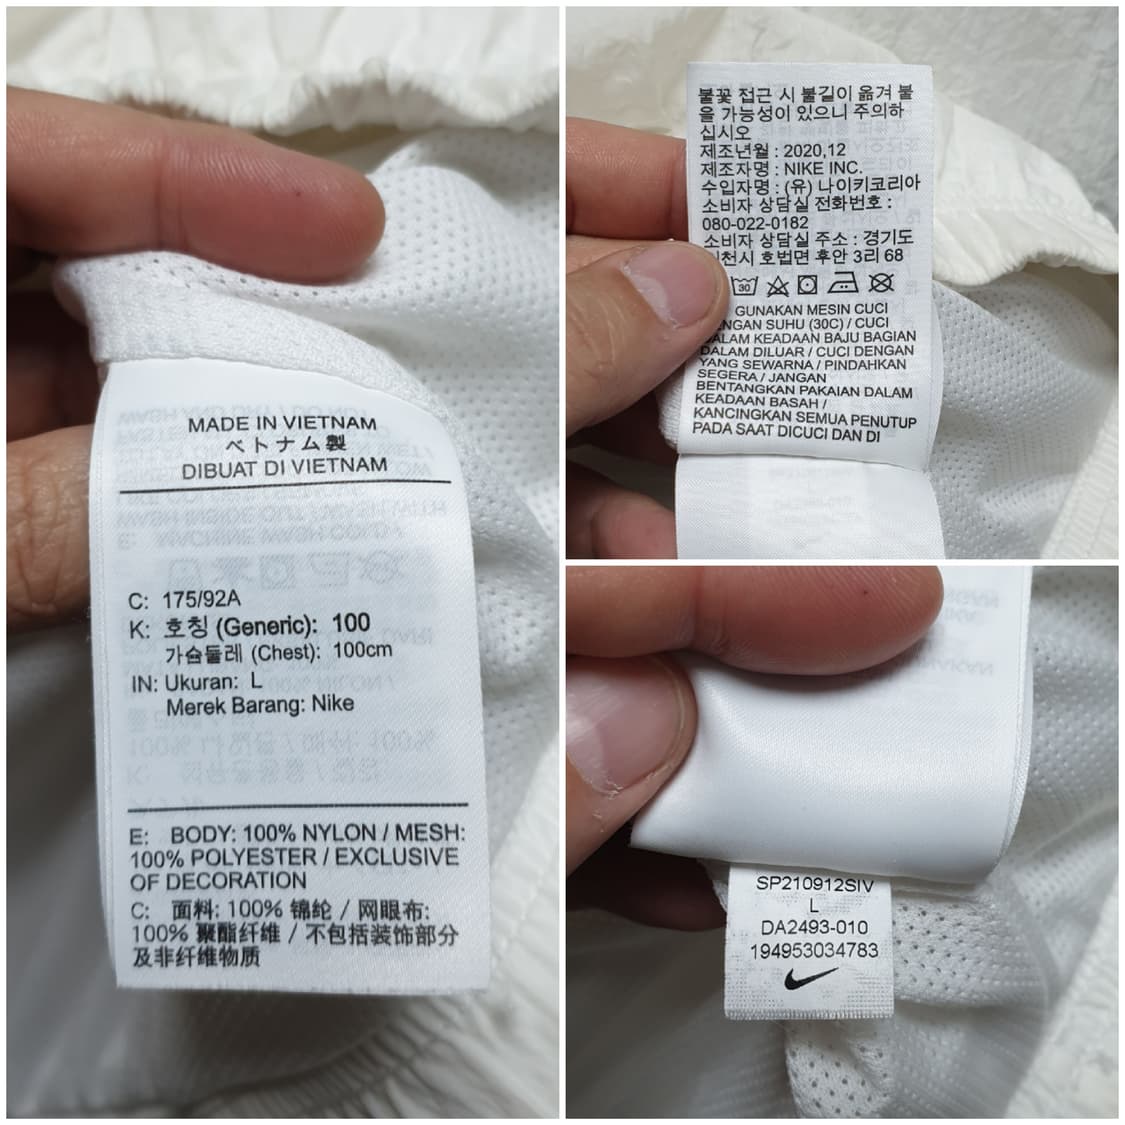 MADE IN VIETNAM
ベトナム製
DIBUAT DI VIETNAM
C: 175/92A
K: 호칭 (Generic): 100
가슴둘레 (Chest): 100cm
IN: Ukuran: L
Merek Barang: Nike
E: BODY: 100% NYLON / MESH:
100% POLYESTER / EXCLUSIVE
OF DECORATION
C: 面料: 100% 锦纶 / 网眼布:
100% 聚酯纤维 / 不包括装饰部分
及非纤维物质
불꽃 접근 시 불길이 옮겨 붙
을 가능성이 있으니 주의하
십시오
제조년월 : 2020,12
제조자명 : NIKE INC.
수입자명 : (유) 나이키코리아
소비자 상담실 전화번호 :
080-022-0182
소비자 상담실 주소 : 경기도
천시 호법면 후안 3리 68
30
GUNAKAN MESIN CUCI
ENGAN SUHU (30C) / CUCI
DALAM KEADAAN BAJU BAGIAN
DALAM DILUAR / CUCI DENGAN
YANG SEWARNA / PINDAHKAN
SEGERA / JANGAN
BENTANGKAN PAKAIAN DALAM
KEADAAN BASAH /
KANCINGKAN SEMUA PENUTUP
PADA SAAT DICUCI DAN DI
SP210912SIV
L
DA2493-010
194953034783